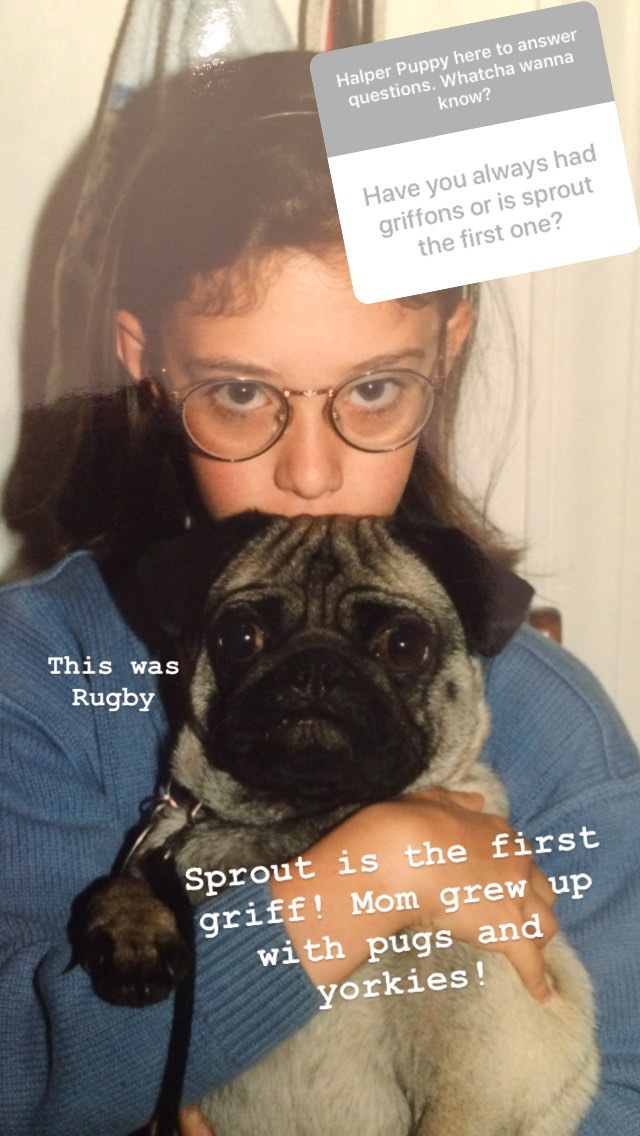 Halper Puppy here to answer
questions. Whatcha wanna
know?
Have you always had
griffons or is sprout
the first one?
This was
Rugby
Sprout is the first
griff! Mom grew up
with pugs and
yorkies!